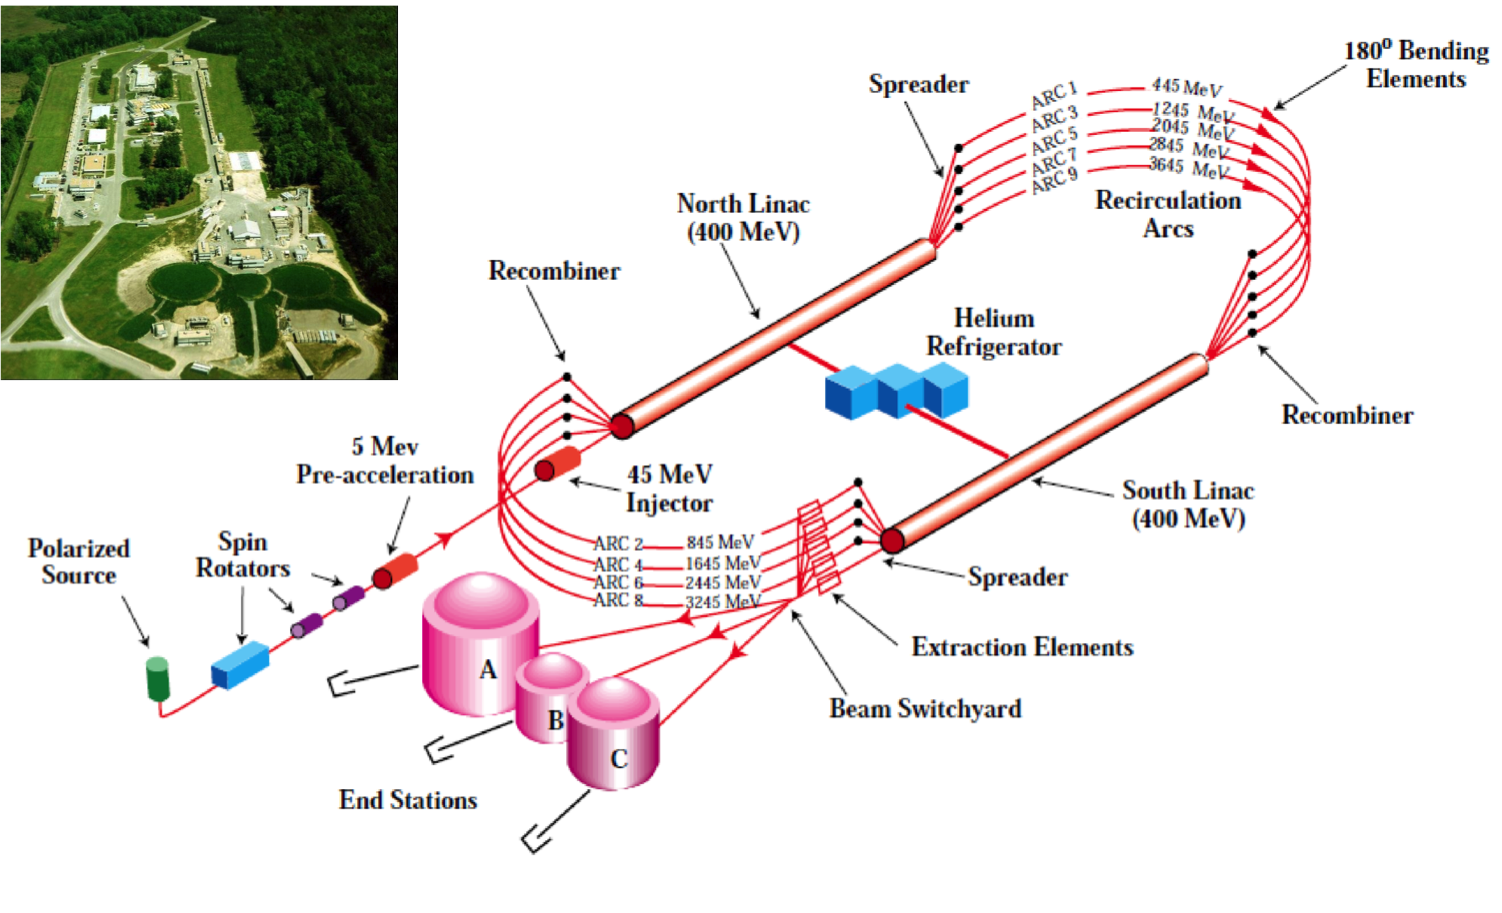 180⁰ Bending
Elements
Spreader
ARC 1
445 MeV
ARC 3
1245 MeV
ARC 5
2045 MeV
ARC 7
2845 MeV
ARC 9
3645 MeV
Recirculation
Arcs
North Linac
(400 MeV)
Recombiner
Helium
Refrigerator
Recombiner
5 Mev
Pre-acceleration
45 MeV
Injector
South Linac
(400 MeV)
Polarized
Source
Spin
Rotators
ARC 2
845 MeV
ARC 4
1645 MeV
ARC 6
2445 MeV
ARC 8
3245 MeV
Spreader
Extraction Elements
A
B
C
Beam Switchyard
End Stations